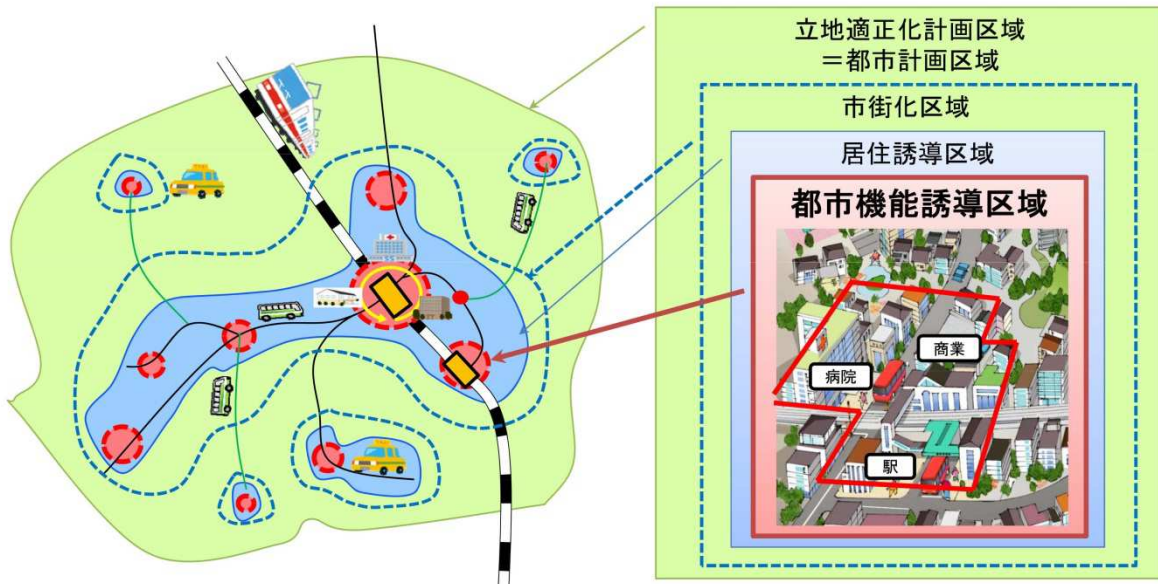 立地適正化計画区域
＝都市計画区域
市街化区域
居住誘導区域
都市機能誘導区域
商業
病院
駅